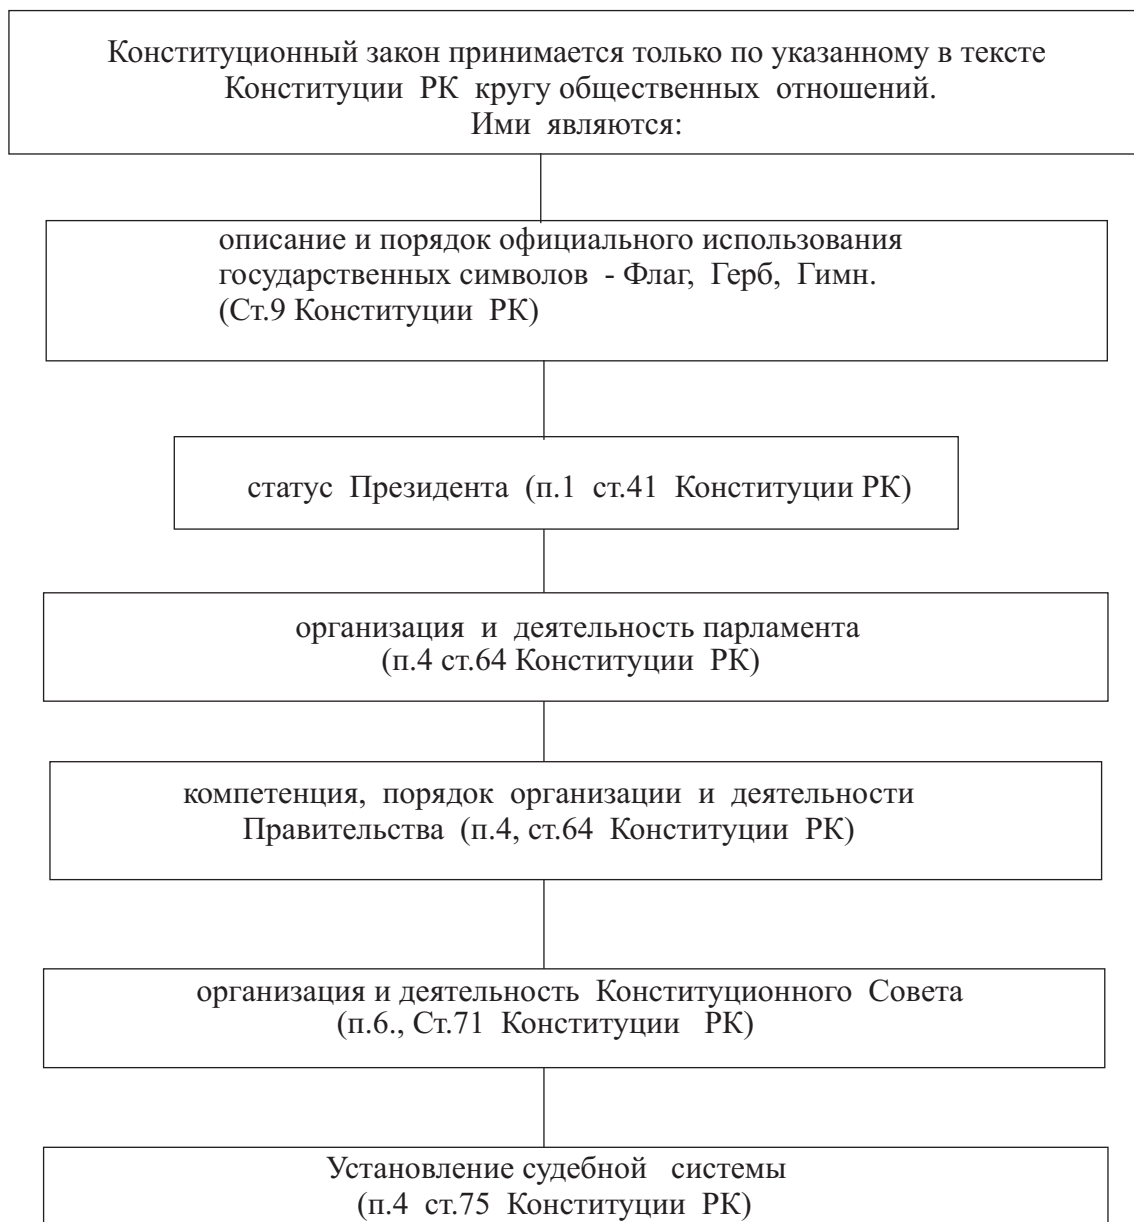 Конституционный закон принимается только по указанному в тексте
Конституции РК кругу общественных отношений.
Ими являются:
описание и порядок официального использования
государственных символов - Флаг, Герб, Гимн.
(Ст.9 Конституции РК)
статус Президента (п.1 ст.41 Конституции РК)
организация и деятельность парламента
(п.4 ст.64 Конституции РК)
компетенция, порядок организации и деятельности
Правительства (п.4, ст.64 Конституции РК)
организация и деятельность Конституционного Совета
(п.6., Ст.71 Конституции РК)
Установление судебной системы
(п.4 ст.75 Конституции РК)